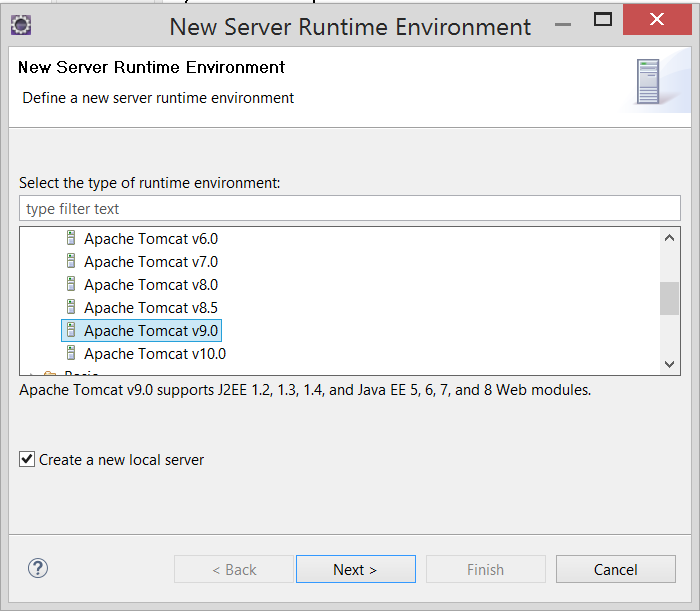 New Server Runtime Environment
New Server Runtime Environment
Define a new server runtime environment
Select the type of runtime environment:
type filter text
Apache Tomcat v6.0
Apache Tomcat v7.0
Apache Tomcat v8.0
Apache Tomcat v8.5
Apache Tomcat v9.0
Apache Tomcat v10.0
Basic
Apache Tomcat v9.0 supports J2EE 1.2, 1.3, 1.4, and Java EE 5, 6, 7, and 8 Web modules.
Create a new local server
< Back Next > Finish Cancel